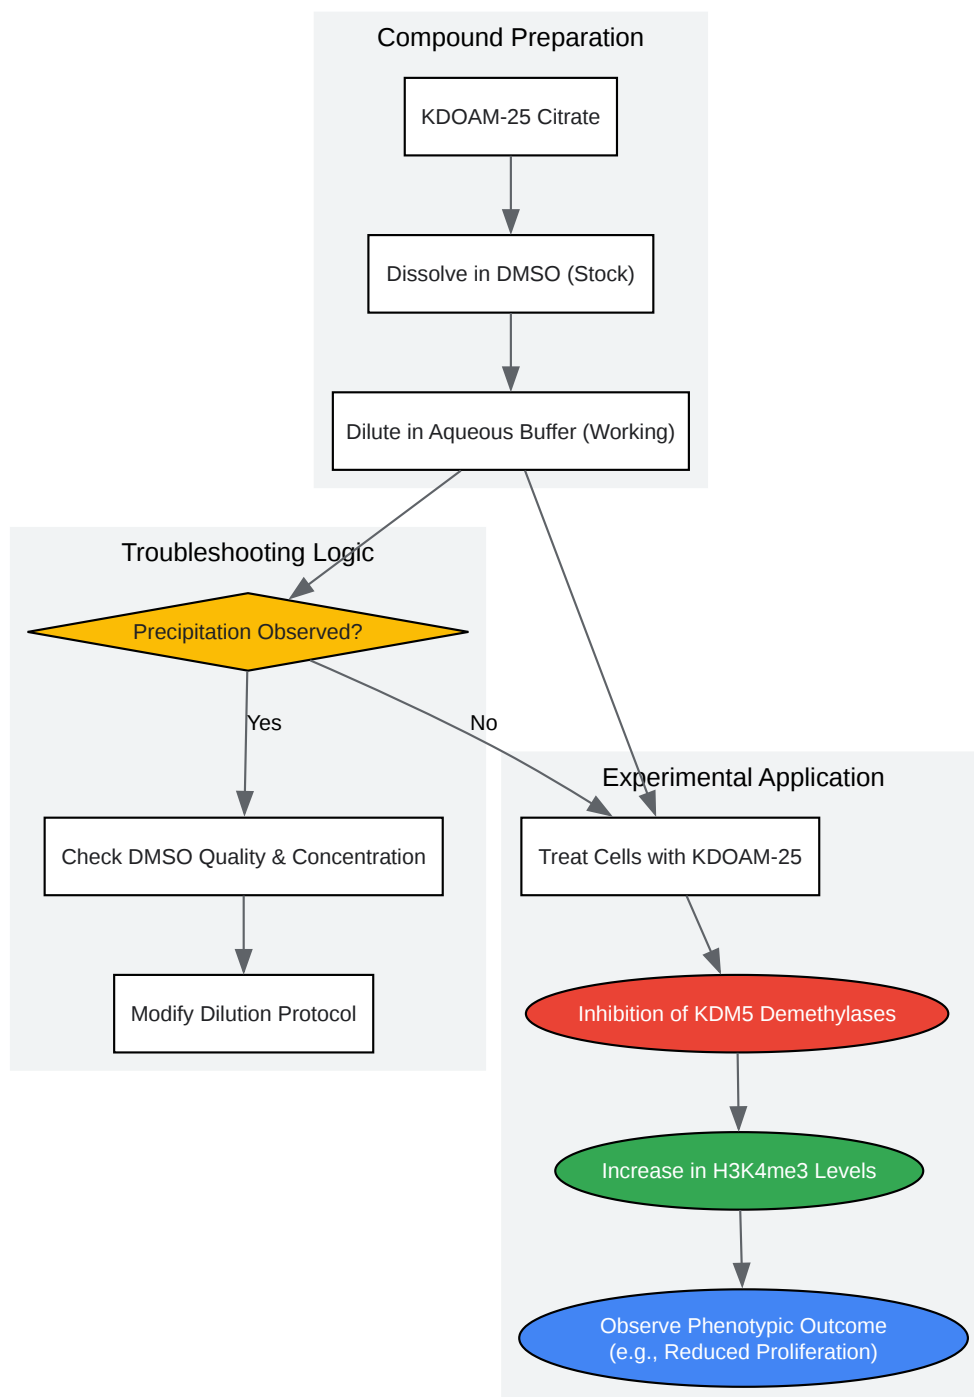 Compound Preparation
KDOAM-25 Citrate
Dissolve in DMSO (Stock)
Dilute in Aqueous Buffer (Working)
Troubleshooting Logic
Precipitation Observed?
Yes
No
Check DMSO Quality & Concentration
Modify Dilution Protocol
Experimental Application
Treat Cells with KDOAM-25
Inhibition of KDM5 Demethylases
Increase in H3K4me3 Levels
Observe Phenotypic Outcome
(e.g., Reduced Proliferation)